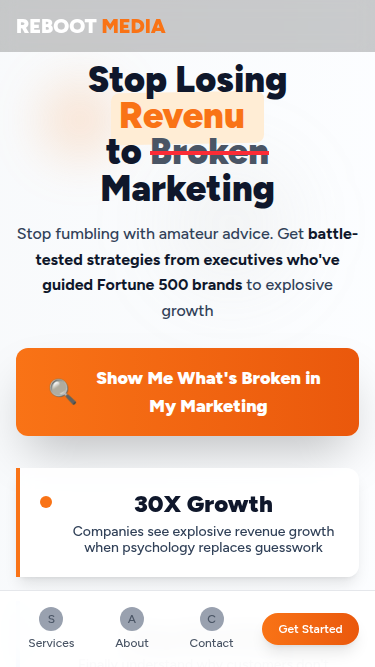 REBOOT MEDIA
Stop Losing
Revenu
to Broken
Marketing
Stop fumbling with amateur advice. Get battle-
tested strategies from executives who've
guided Fortune 500 brands to explosive
growth
Show Me What's Broken in
My Marketing
30X Growth
Companies see explosive revenue growth
when psychology replaces guesswork
S
A
C
Services
About
Contact
Get Started